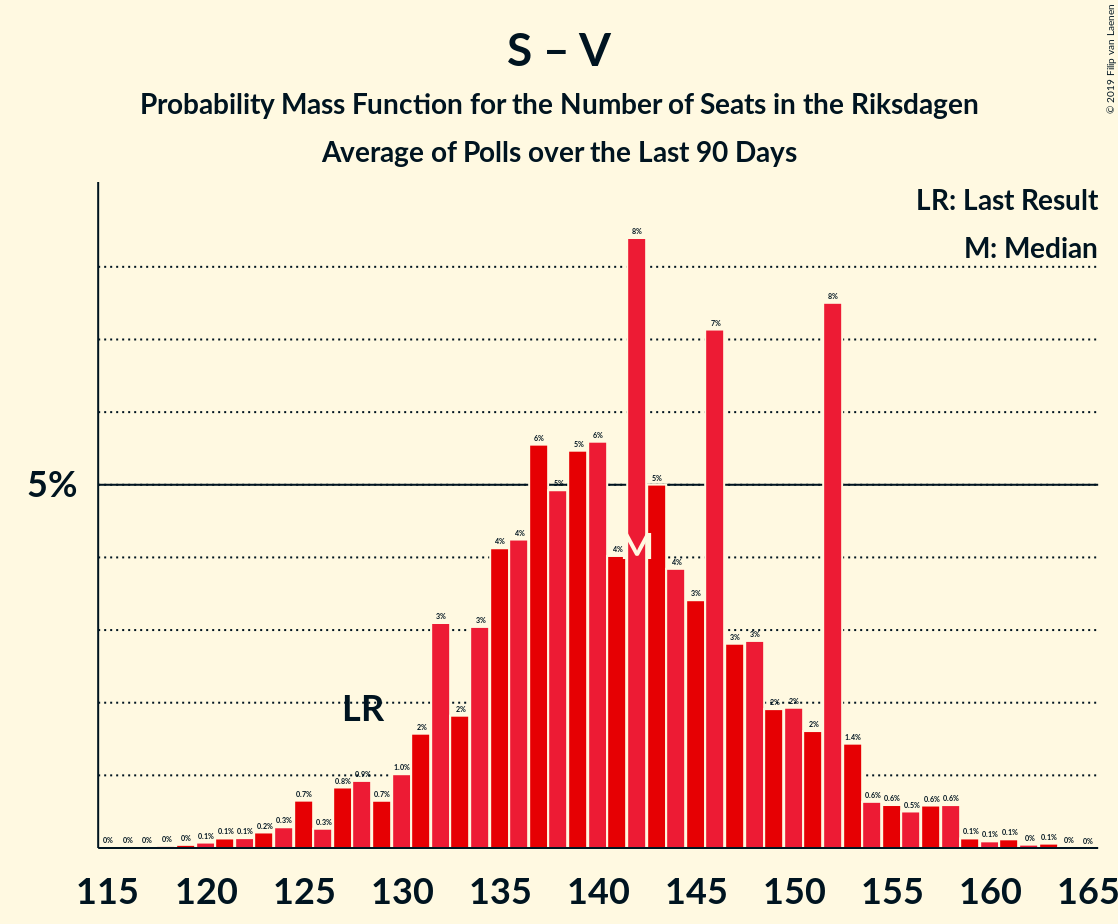 S – V
Probability Mass Function for the Number of Seats in the Riksdagen
Average of Polls over the Last 90 Days
© 2019 Filip van Laenen
LR: Last Result
M: Median
5%
LR
M
0% 0% 0% 0% 0% 0.1% 0.1% 0.1% 0.2% 0.3% 0.7% 0.3% 0.8% 0.9% 0.7% 1.0% 2% 3% 2% 3% 4% 4% 6% 5% 5% 6% 4% 8% 5% 4% 3% 7% 3% 3% 2% 2% 2% 8% 1.4% 0.6% 0.6% 0.5% 0.6% 0.6% 0.1% 0.1% 0.1% 0% 0.1% 0% 0%
115 120 125 130 135 140 145 150 155 160 165